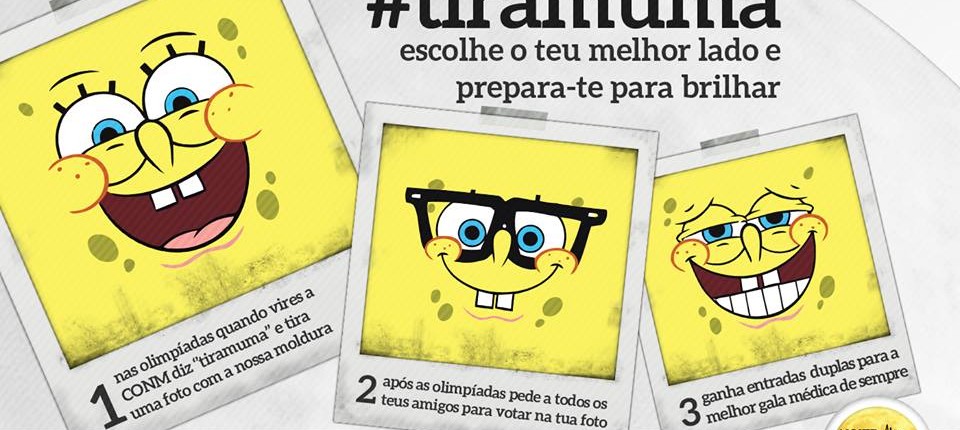 #tiramuma
escolhe o teu melhor lado e
prepara-te para brilhar
1 nas olimpíadas quando vires a
CONM diz "tiramuma" e tira
uma foto com a nossa moldura
2 após as olimpíadas pede a todos os
teus amigos para votar na tua foto
3 ganha entradas duplas para a
melhor gala médica de sempre